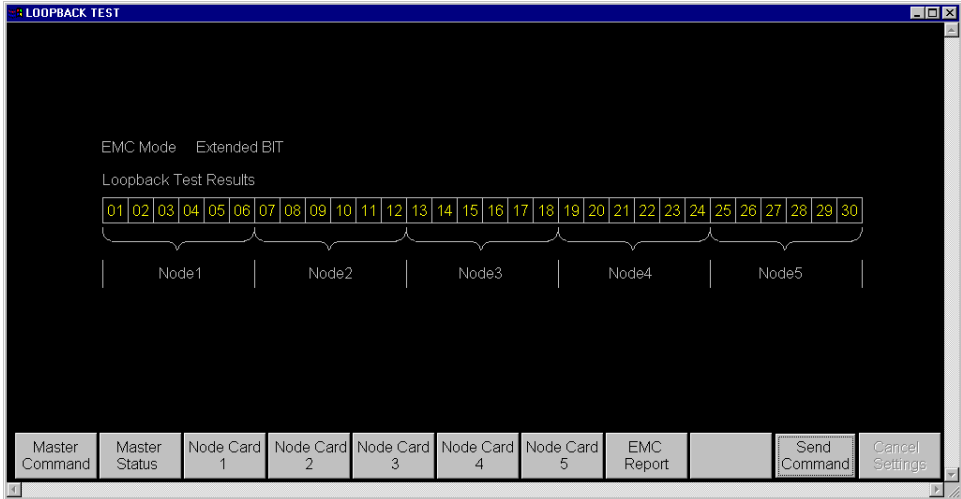 LOOPBACK TEST
EMC Mode Extended BIT
Loopback Test Results
01 02 03 04 05 06 07 08 09 10 11 12 13 14 15 16 17 18 19 20 21 22 23 24 25 26 27 28 29 30
Node1 Node2 Node3 Node4 Node5
Master Command
Master Status
Node Card 1
Node Card 2
Node Card 3
Node Card 4
Node Card 5
EMC Report
Send Command
Cancel Settings